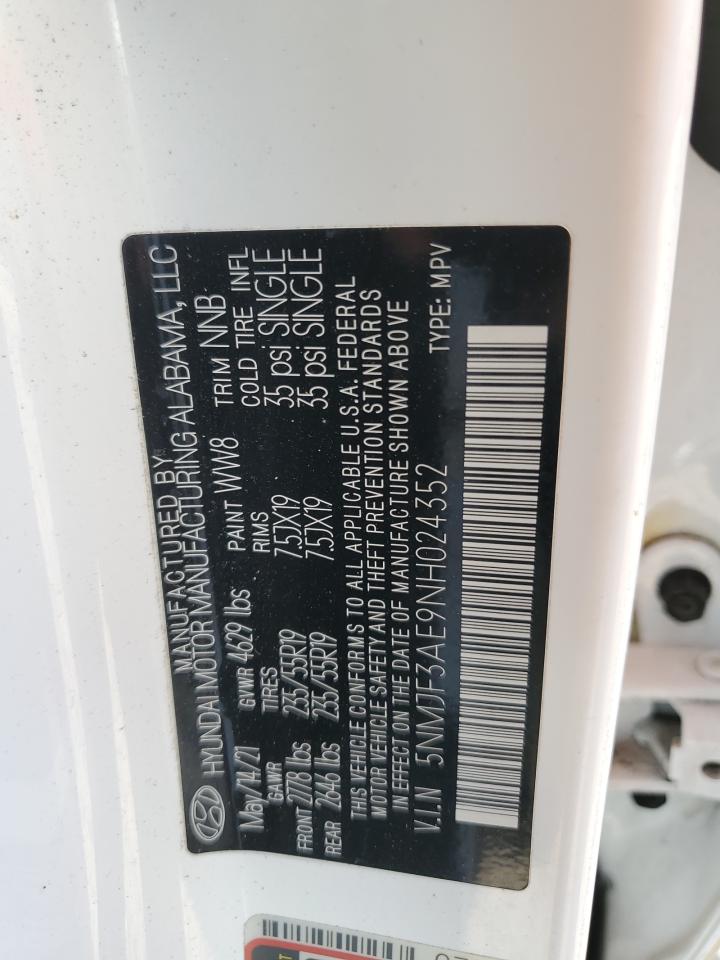 MANUFACTURED BY
HYUNDAI MOTOR MANUFACTURING ALABAMA, LLC
May/14/21 GVWR 4629 lbs PAINT WW8 TRIM NNB
GAWR TIRES RIMS COLD TIRE INFL
FRONT 2778 lbs 235/55R19 7.5JX19 35 psi SINGLE
REAR 2646 lbs 235/55R19 7.5JX19 35 psi SINGLE
THIS VEHICLE CONFORMS TO ALL APPLICABLE U.S.A. FEDERAL
MOTOR VEHICLE SAFETY AND THEFT PREVENTION STANDARDS
IN EFFECT ON THE DATE OF MANUFACTURE SHOWN ABOVE
V.I.N 5NMJF3AE9NH024352 TYPE: MPV